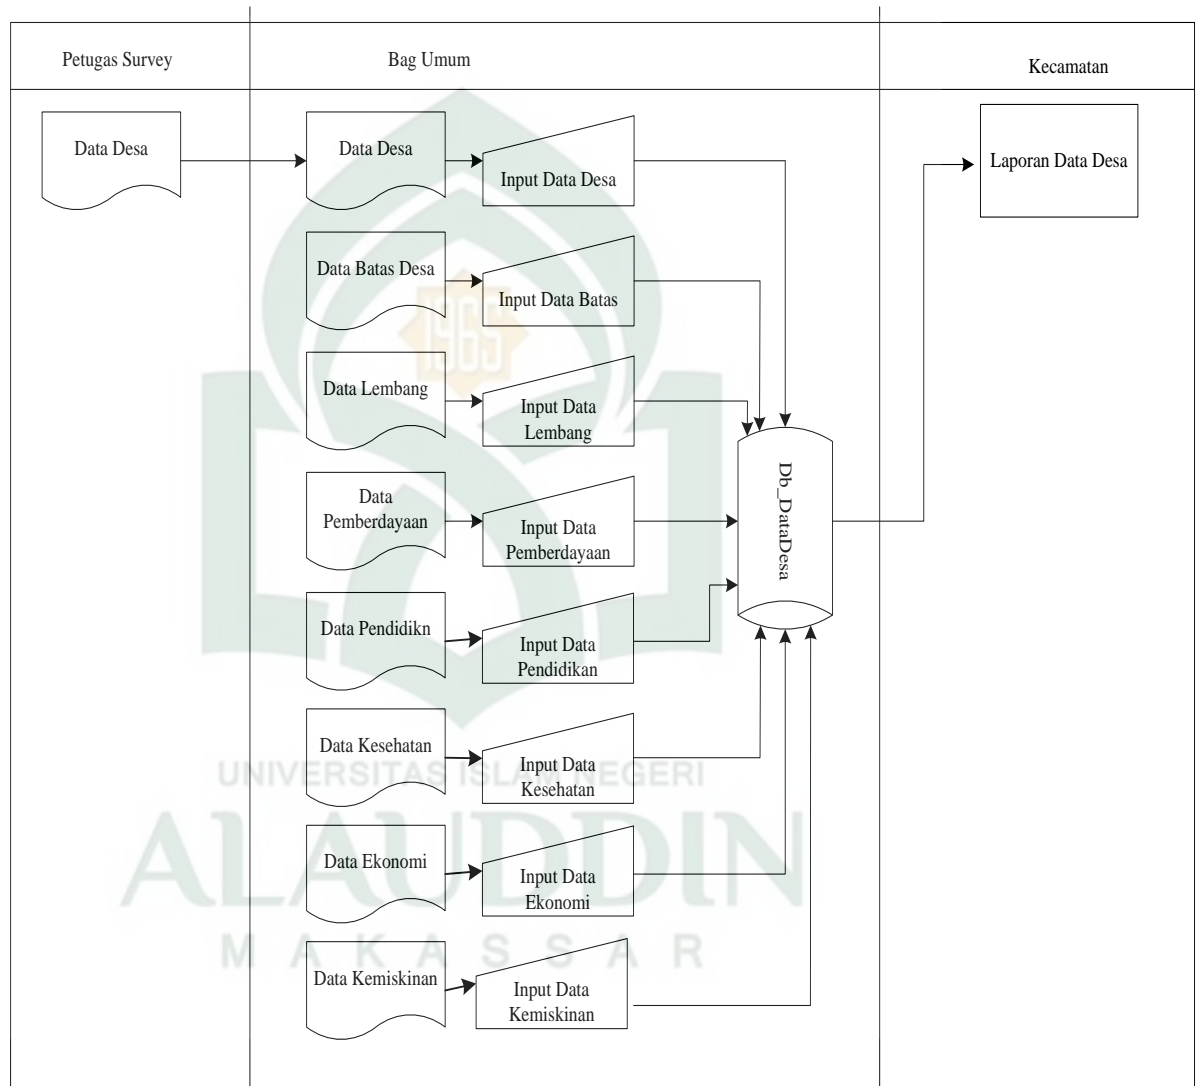 Petugas Survey
Bag Umum
Kecamatan
Data Desa
Data Desa
Input Data Desa
Laporan Data Desa
Data Batas Desa
Input Data Batas
1965
Data Lembang
Input Data
Lembang
Db_DataDesa
Data
Pemberdayaan
Input Data
Pemberdayaan
Data Pendidikn
Input Data
Pendidikan
Data Kesehatan
Input Data
Kesehatan
UNIVERSITAS ISLAM NEGERI
ALAUDDIN
MAKASSAR
Data Ekonomi
Input Data
Ekonomi
Data Kemiskinan
Input Data
Kemiskinan